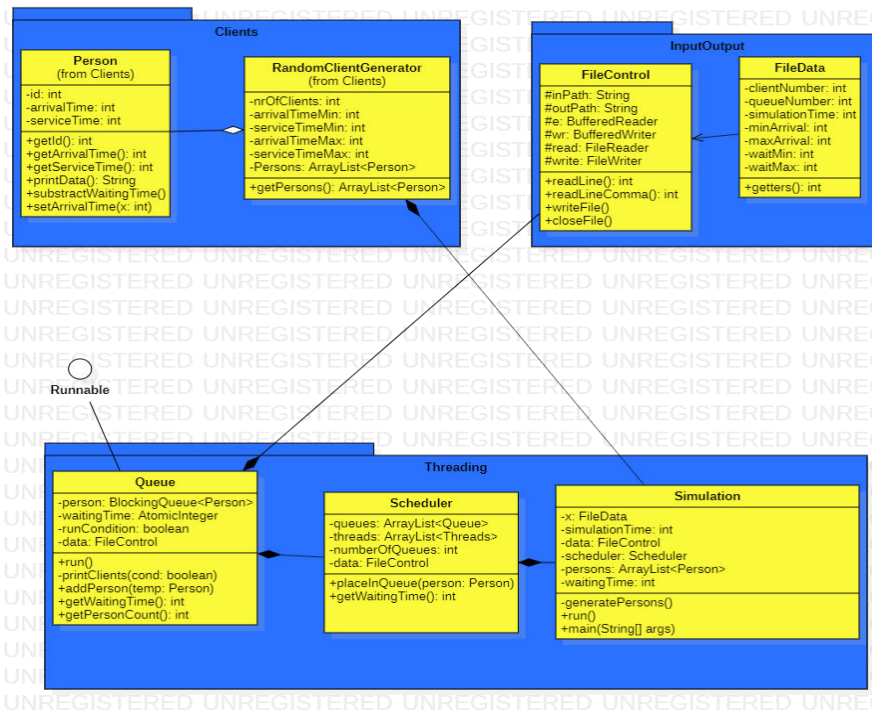 Clients
Person
(from Clients)
-id: int
-arrivalTime: int
-serviceTime: int
+getId(): int
+getArrivalTime(): int
+getServiceTime(): int
+printData(): String
+substractWaitingTime()
+setArrivalTime(x: int)
RandomClientGenerator
(from Clients)
-nrOfClients: int
-arrivalTimeMin: int
-serviceTimeMin: int
-arrivalTimeMax: int
-serviceTimeMax: int
-Persons: ArrayList<Person>
+getPersons(): ArrayList<Person>
InputOutput
FileControl
#inPath: String
#outPath: String
#e: BufferedReader
#wr: BufferedWriter
#read: FileReader
#write: FileWriter
+readLine(): int
+readLineComma(): int
+writeFile()
+closeFile()
FileData
-clientNumber: int
-queueNumber: int
-simulationTime: int
-minArrival: int
-maxArrival: int
-waitMin: int
-waitMax: int
+getters(): int
Runnable
Threading
Queue
-person: BlockingQueue<Person>
-waitingTime: AtomicInteger
-runCondition: boolean
-data: FileControl
+run()
-printClients(cond: boolean)
+addPerson(temp: Person)
+getWaitingTime(): int
+getPersonCount(): int
Scheduler
-queues: ArrayList<Queue>
-threads: ArrayList<Threads>
-numberOfQueues: int
-data: FileControl
+placeInQueue(person: Person)
+getWaitingTime(): int
Simulation
-x: FileData
-simulationTime: int
-data: FileControl
-scheduler: Scheduler
-persons: ArrayList<Person>
-waitingTime: int
-generatePersons()
+run()
+main(String[] args)
UNREGISTERED UNREGISTERED UNREGISTERED UNREGISTERED